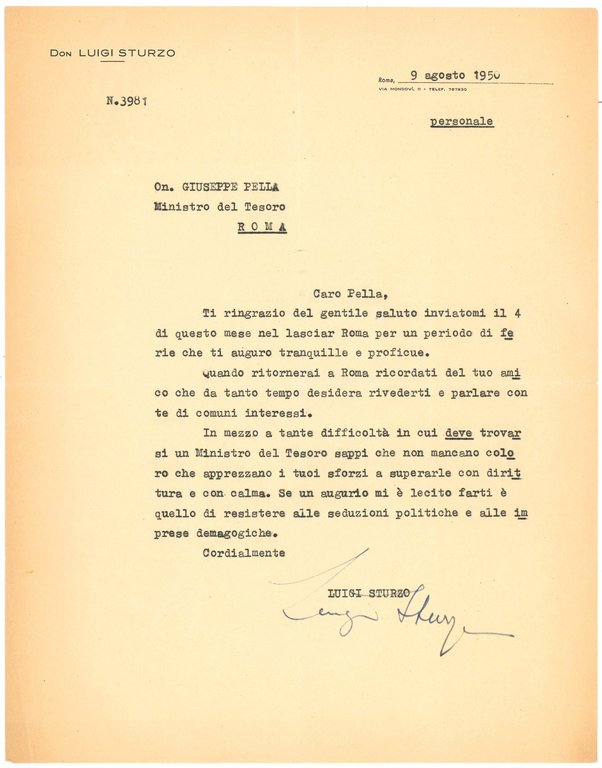 DON LUIGI STURZO
Roma, 9 agosto 1950
VIA MONDOVÍ, 11 - TELEF. 767930
N.3981
personale
On. GIUSEPPE PELLA
Ministro del Tesoro
R O M A
Caro Pella,
Ti ringrazio del gentile saluto inviatomi il 4
di questo mese nel lasciar Roma per un periodo di fe
rie che ti auguro tranquille e proficue.
Quando ritornerai a Roma ricordati del tuo ami
co che da tanto tempo desidera rivederti e parlare con
te di comuni interessi.
In mezzo a tante difficoltà in cui deve trovar
si un Ministro del Tesoro sappi che non mancano colo
ro che apprezzano i tuoi sforzi a superarle con dirit
tura e con calma. Se un augurio mi è lecito farti è
quello di resistere alle seduzioni politiche e alle im
prese demagogiche.
Cordialmente
LUIGI STURZO
Luigi Sturzo